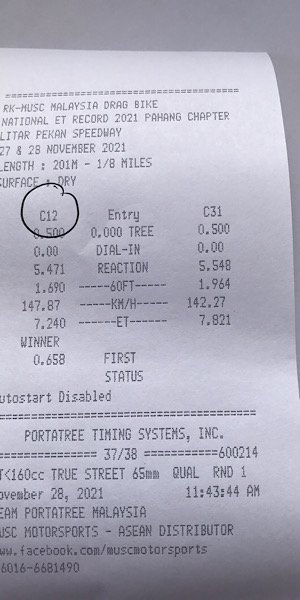 =============================================
RK-MUSC MALAYSIA DRAG BIKE
NATIONAL ET RECORD 2021 PAHANG CHAPTER
LITAR PEKAN SPEEDWAY
27 & 28 NOVEMBER 2021
LENGTH : 201M - 1/8 MILES
SURFACE : DRY
C12 Entry C31
0.500 0.000 TREE 0.500
0.00 DIAL-IN 0.00
5.471 REACTION 5.548
1.690 ------60FT------ 1.964
147.87 ------KM/H------ 142.27
7.240 -------ET------- 7.821
WINNER
0.658 FIRST
STATUS
utostart Disabled
=============================================
PORTATREE TIMING SYSTEMS, INC.
================= 37/38 ============600214
T<160cc TRUE STREET 65mm QUAL RND 1
ovember 28, 2021 11:43:44 AM
EAM PORTATREE MALAYSIA
USC MOTORSPORTS - ASEAN DISTRIBUTOR
ww.facebook.com/muscmotorsports
6016-6681490